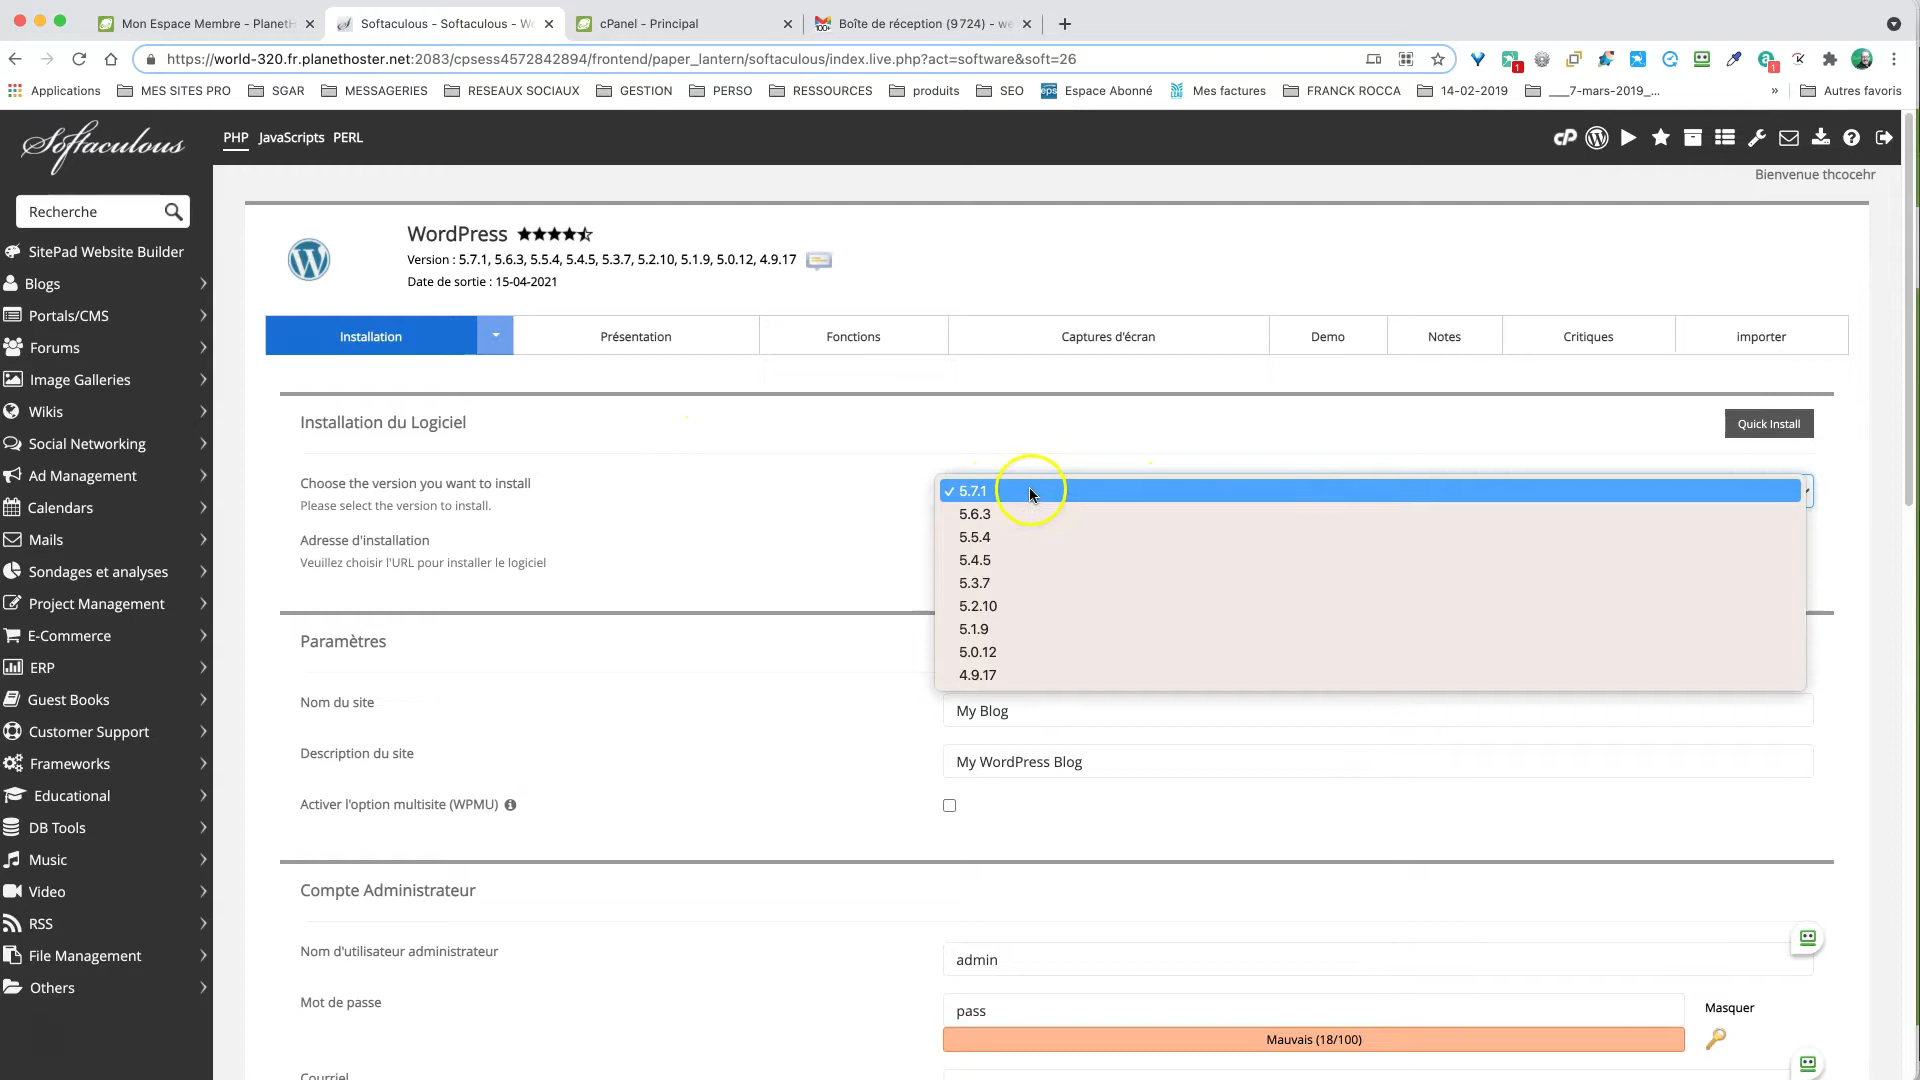 Mon Espace Membre - PlanetH
Softaculous - Softaculous - Wo
cPanel - Principal
100+
Boîte de réception (9 724) - we
https://world-320.fr.planethoster.net:2083/cpsess4572842894/frontend/paper_lantern/softaculous/index.live.php?act=software&soft=26
1
1
Applications
MES SITES PRO
SGAR
MESSAGERIES
RESEAUX SOCIAUX
GESTION
PERSO
RESSOURCES
produits
SEO
eps
Espace Abonné
Mes factures
FRANCK ROCCA
14-02-2019
____7-mars-2019_...
»
Autres favoris
Softaculous
PHP
JavaScripts
PERL
cP
Bienvenue thcocehr
Recherche
SitePad Website Builder
Blogs
Portals/CMS
Forums
Image Galleries
Wikis
Social Networking
Ad Management
Calendars
Mails
Sondages et analyses
Project Management
E-Commerce
ERP
Guest Books
Customer Support
Frameworks
Educational
DB Tools
Music
Video
RSS
File Management
Others
WordPress
Version : 5.7.1, 5.6.3, 5.5.4, 5.4.5, 5.3.7, 5.2.10, 5.1.9, 5.0.12, 4.9.17
Date de sortie : 15-04-2021
Installation
Présentation
Fonctions
Captures d'écran
Demo
Notes
Critiques
importer
Installation du Logiciel
Quick Install
Choose the version you want to install
Please select the version to install.
✓ 5.7.1
5.6.3
5.5.4
5.4.5
5.3.7
5.2.10
5.1.9
5.0.12
4.9.17
Adresse d'installation
Veuillez choisir l'URL pour installer le logiciel
Paramètres
Nom du site
My Blog
Description du site
My WordPress Blog
Activer l'option multisite (WPMU)
Compte Administrateur
Nom d'utilisateur administrateur
admin
Mot de passe
pass
Masquer
Mauvais (18/100)
Courriel